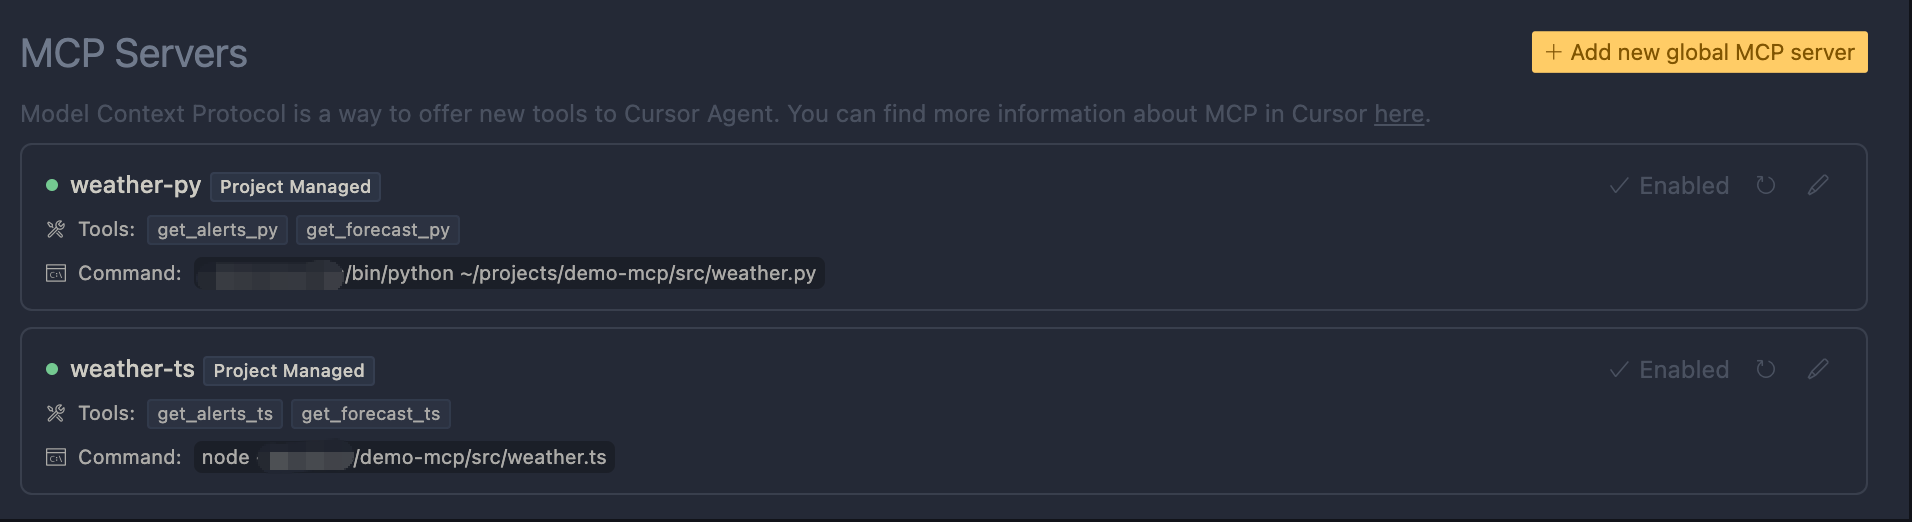 MCP Servers
+ Add new global MCP server
Model Context Protocol is a way to offer new tools to Cursor Agent. You can find more information about MCP in Cursor here.
weather-py Project Managed
Enabled
Tools: get_alerts_py get_forecast_py
Command: /bin/python ~/projects/demo-mcp/src/weather.py
weather-ts Project Managed
Enabled
Tools: get_alerts_ts get_forecast_ts
Command: node /demo-mcp/src/weather.ts